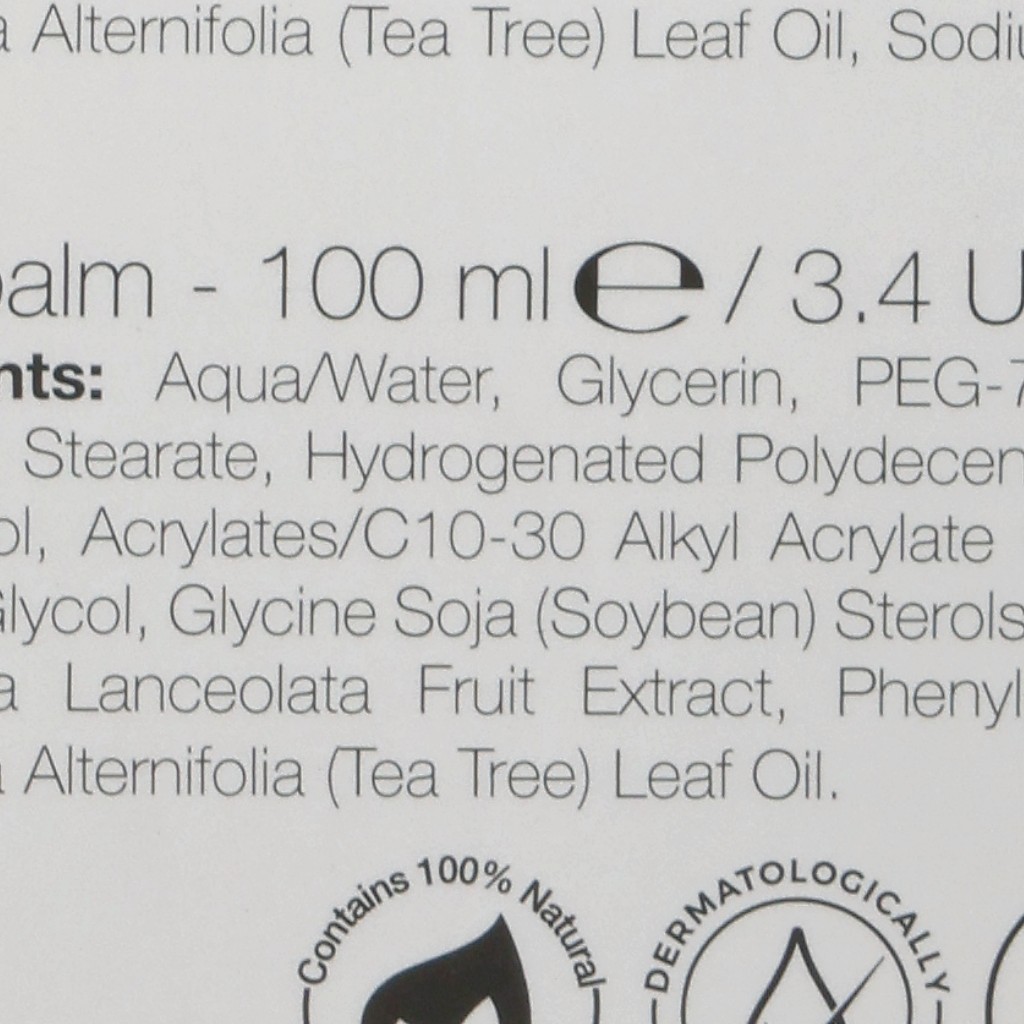 a Alternifolia (Tea Tree) Leaf Oil, Sodiu
balm - 100 ml ℮ / 3.4 U
nts: Aqua/Water, Glycerin, PEG-7
Stearate, Hydrogenated Polydecen
ol, Acrylates/C10-30 Alkyl Acrylate
Glycol, Glycine Soja (Soybean) Sterols
a Lanceolata Fruit Extract, Phenyl
a Alternifolia (Tea Tree) Leaf Oil.
Contains 100% Natural
DERMATOLOGICALLY